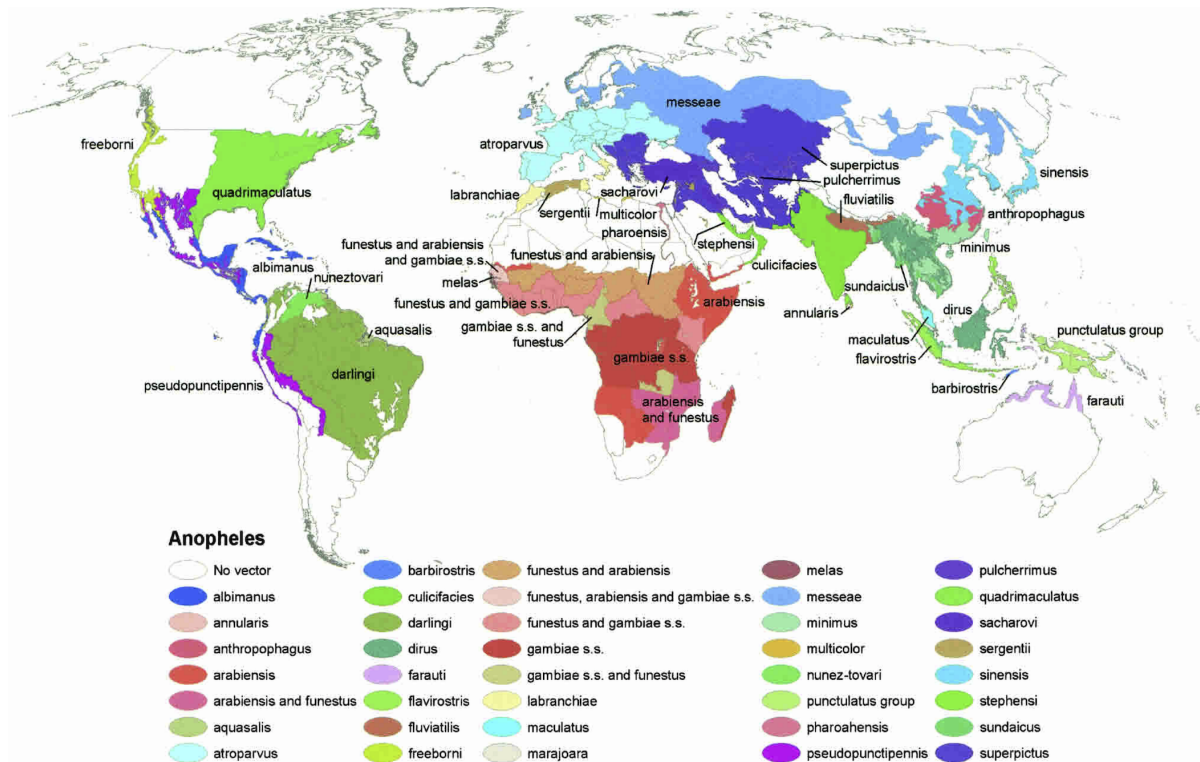 messeae
freeborni
atroparvus
superpictus
quadrimaculatus
pulcherrimus
sinensis
labranchiae
sacharovi
fluviatilis
sergentii
multicolor
anthropophagus
pharoensis
stephensi
minimus
funestus and arabiensis
and gambiae s.s.
funestus and arabiensis
albimanus
nuneztovari
culicifacies
melas
sundaicus
funestus and gambiae s.s.
arabiensis
annularis
dirus
aquasalis
gambiae s.s. and
funestus
punctulatus group
maculatus
gambiae s.s.
flavirostris
darlingi
pseudopunctipennis
barbirostris
arabiensis
and funestus
farauti
Anopheles
No vector
albimanus
annularis
anthropophagus
arabiensis
arabiensis and funestus
aquasalis
atroparvus
barbirostris
culicifacies
darlingi
dirus
farauti
flavirostris
fluviatilis
freeborni
funestus and arabiensis
funestus, arabiensis and gambiae s.s.
funestus and gambiae s.s.
gambiae s.s.
gambiae s.s. and funestus
labranchiae
maculatus
marajoara
melas
messeae
minimus
multicolor
nunez-tovari
punctulatus group
pharoahensis
pseudopunctipennis
pulcherrimus
quadrimaculatus
sacharovi
sergentii
sinensis
stephensi
sundaicus
superpictus